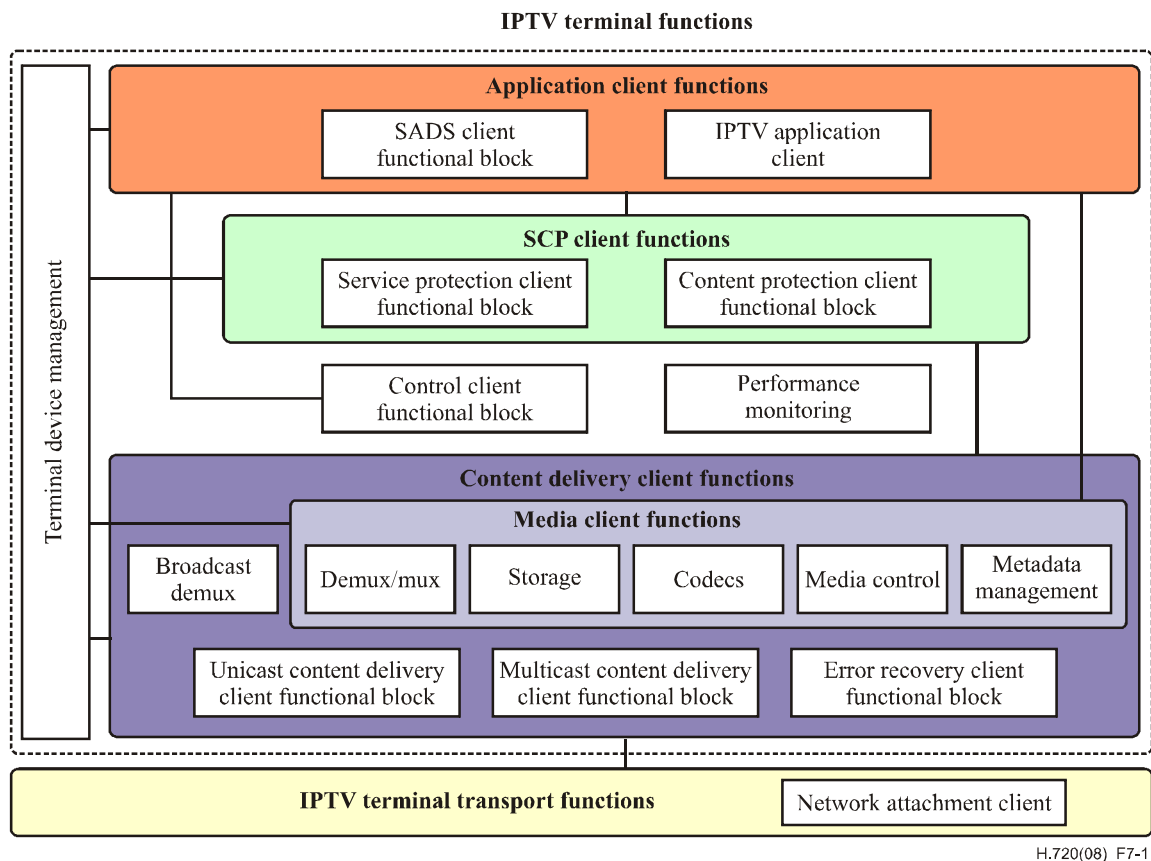 IPTV terminal functions
Terminal device management
Application client functions
SADS client
functional block
IPTV application
client
SCP client functions
Service protection client
functional block
Content protection client
functional block
Control client
functional block
Performance
monitoring
Content delivery client functions
Media client functions
Broadcast
demux
Demux/mux
Storage
Codecs
Media control
Metadata
management
Unicast content delivery
client functional block
Multicast content delivery
client functional block
Error recovery client
functional block
IPTV terminal transport functions
Network attachment client
H.720(08)_F7-1